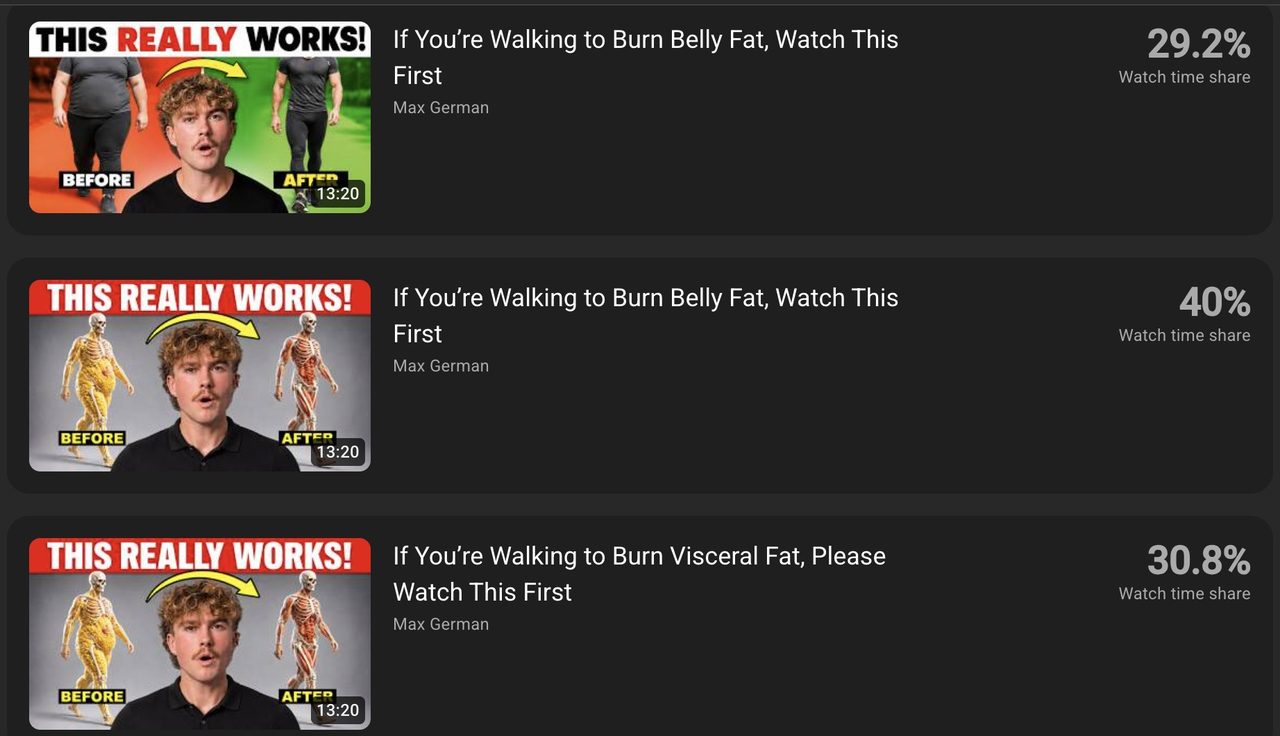 THIS REALLY WORKS!
BEFORE
AFTER
13:20
If You’re Walking to Burn Belly Fat, Watch This
First
Max German
29.2%
Watch time share
THIS REALLY WORKS!
BEFORE
AFTER
13:20
If You’re Walking to Burn Belly Fat, Watch This
First
Max German
40%
Watch time share
THIS REALLY WORKS!
BEFORE
AFTER
13:20
If You’re Walking to Burn Visceral Fat, Please
Watch This First
Max German
30.8%
Watch time share